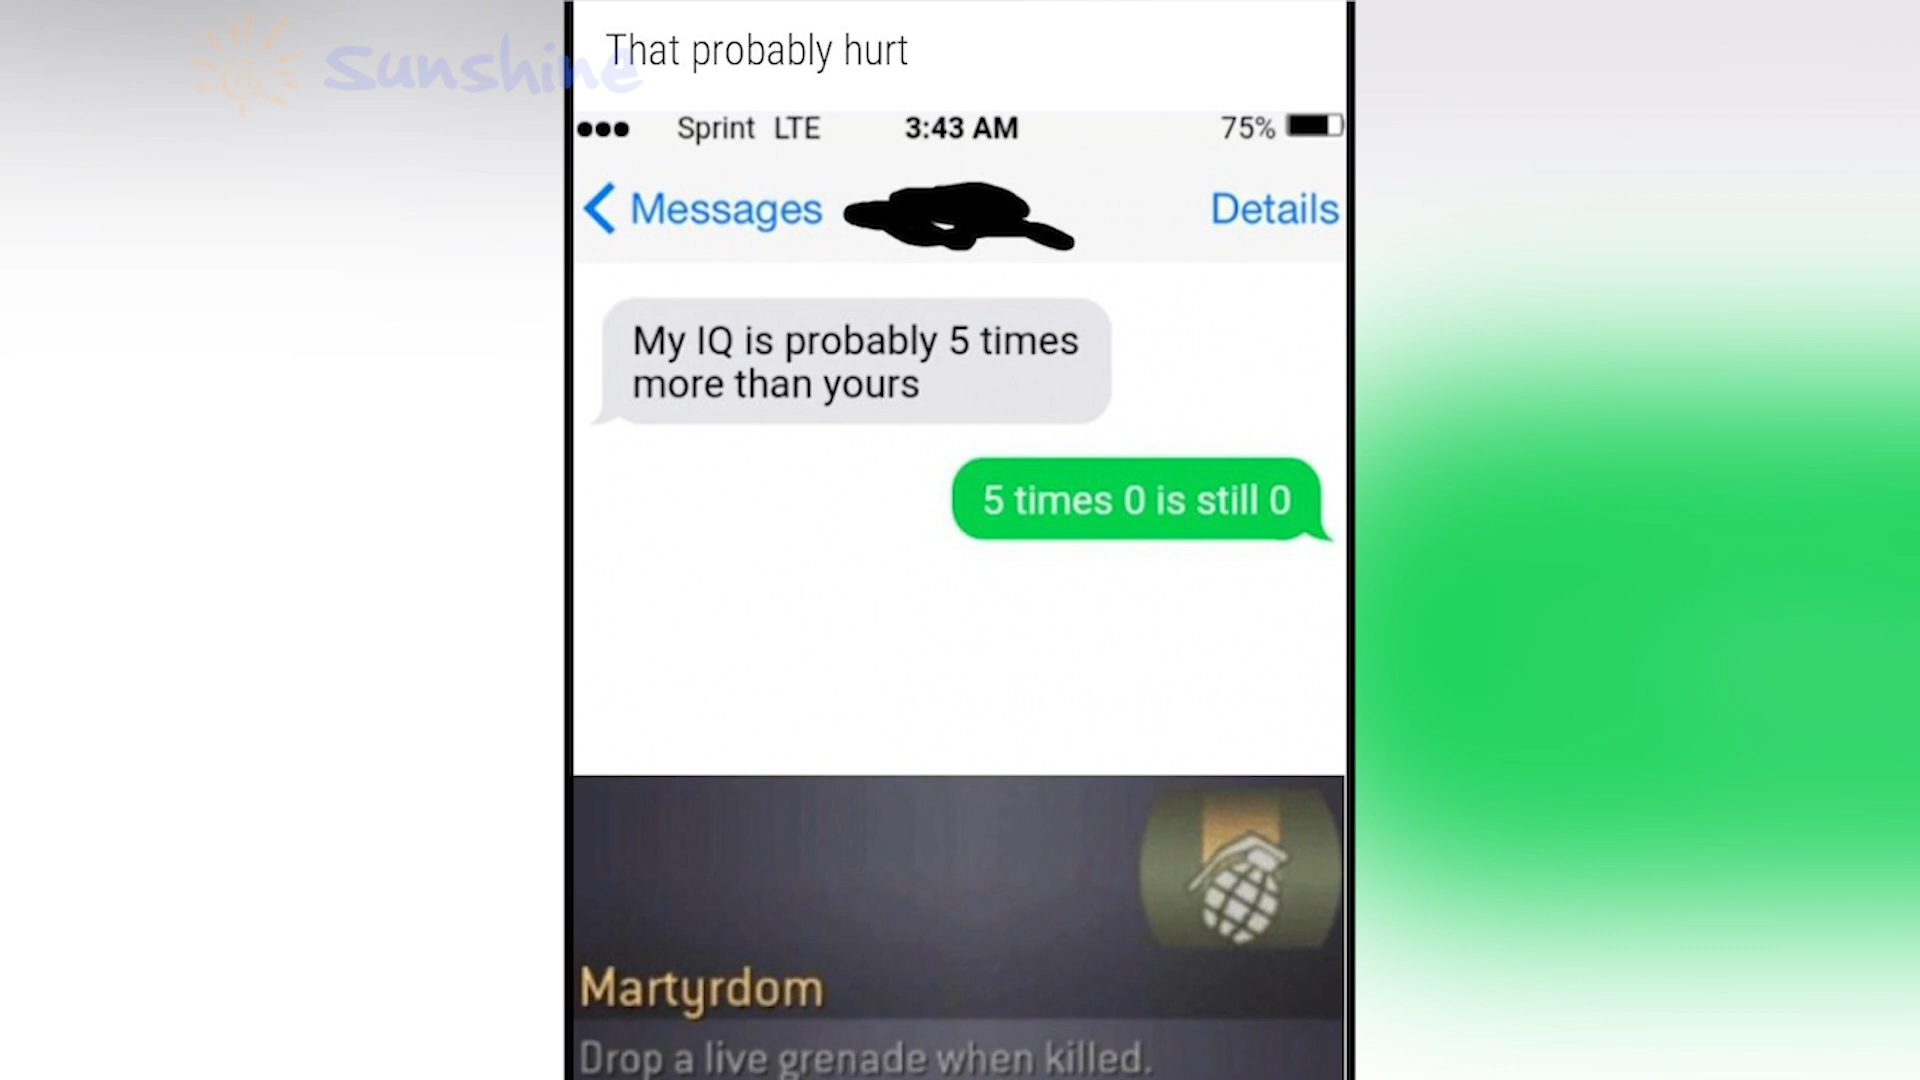 Sunshine
That probably hurt
Sprint LTE 3:43 AM 75%
Messages Details
My IQ is probably 5 times
more than yours
5 times 0 is still 0
Martyrdom
Drop a live grenade when killed.